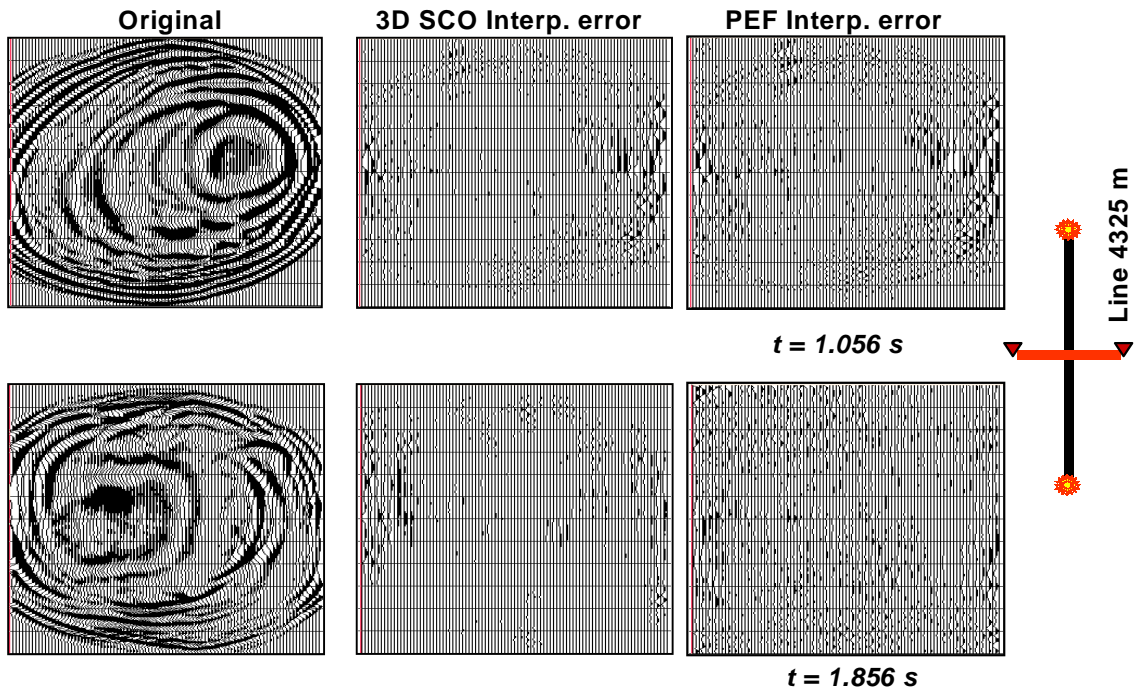 Original
3D SCO Interp. error
PEF Interp. error
t = 1.056 s
Line 4325 m
t = 1.856 s